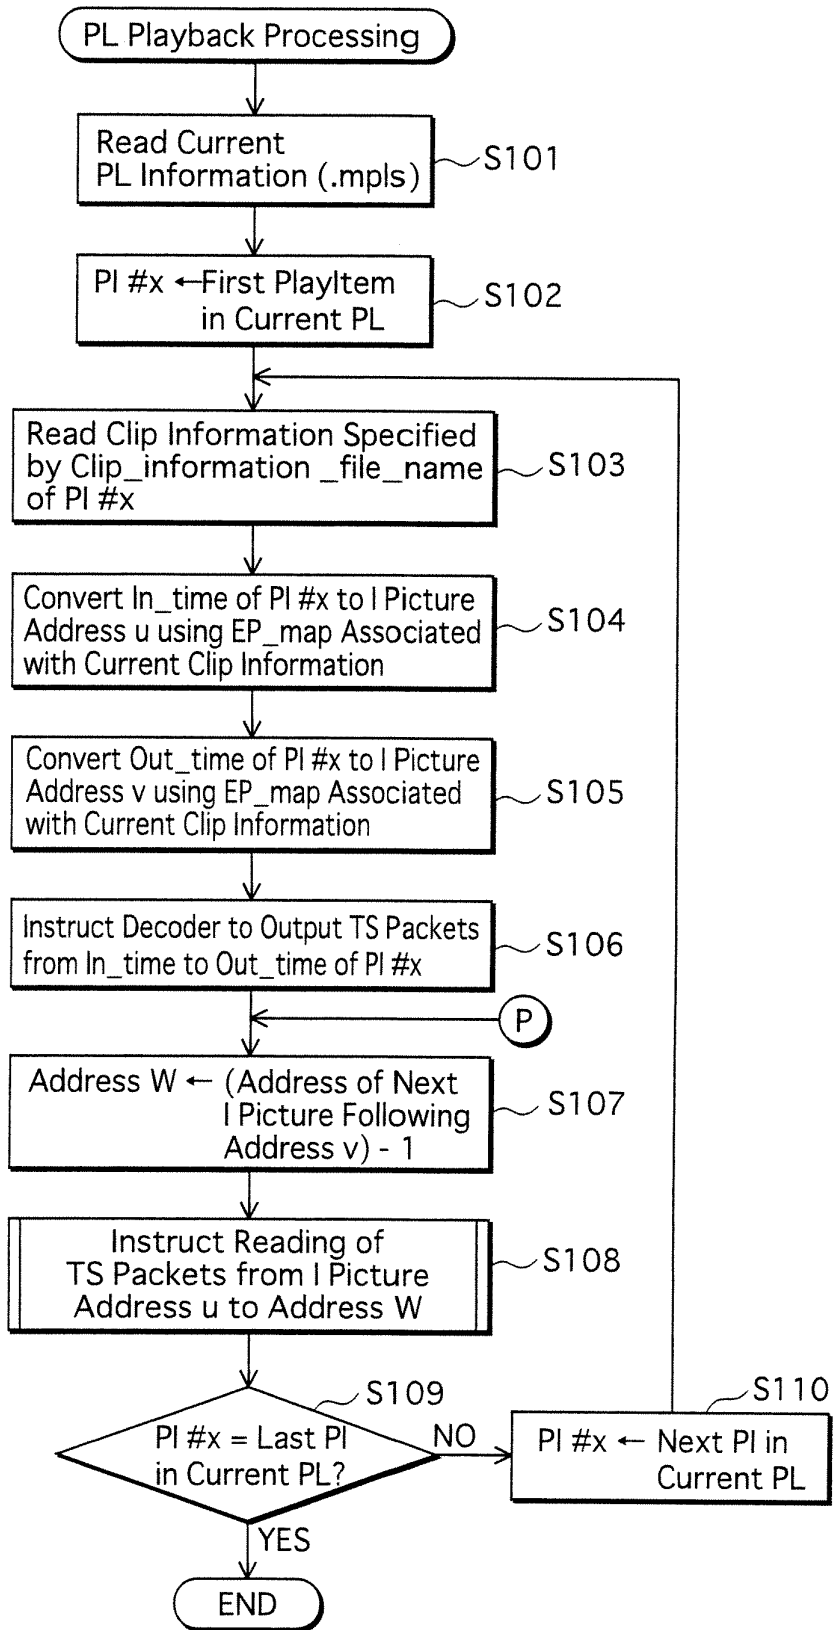 PL Playback Processing
Read Current
PL Information (.mpls)
S101
PI #x ←First PlayItem
in Current PL
S102
Read Clip Information Specified
by Clip_information _file_name
of PI #x
S103
Convert In_time of PI #x to I Picture
Address u using EP_map Associated
with Current Clip Information
S104
Convert Out_time of PI #x to I Picture
Address v using EP_map Associated
with Current Clip Information
S105
Instruct Decoder to Output TS Packets
from In_time to Out_time of PI #x
S106
P
Address W ← (Address of Next
I Picture Following
Address v) - 1
S107
Instruct Reading of
TS Packets from I Picture
Address u to Address W
S108
S109
PI #x = Last PI
in Current PL?
NO
S110
PI #x ← Next PI in
Current PL
YES
END